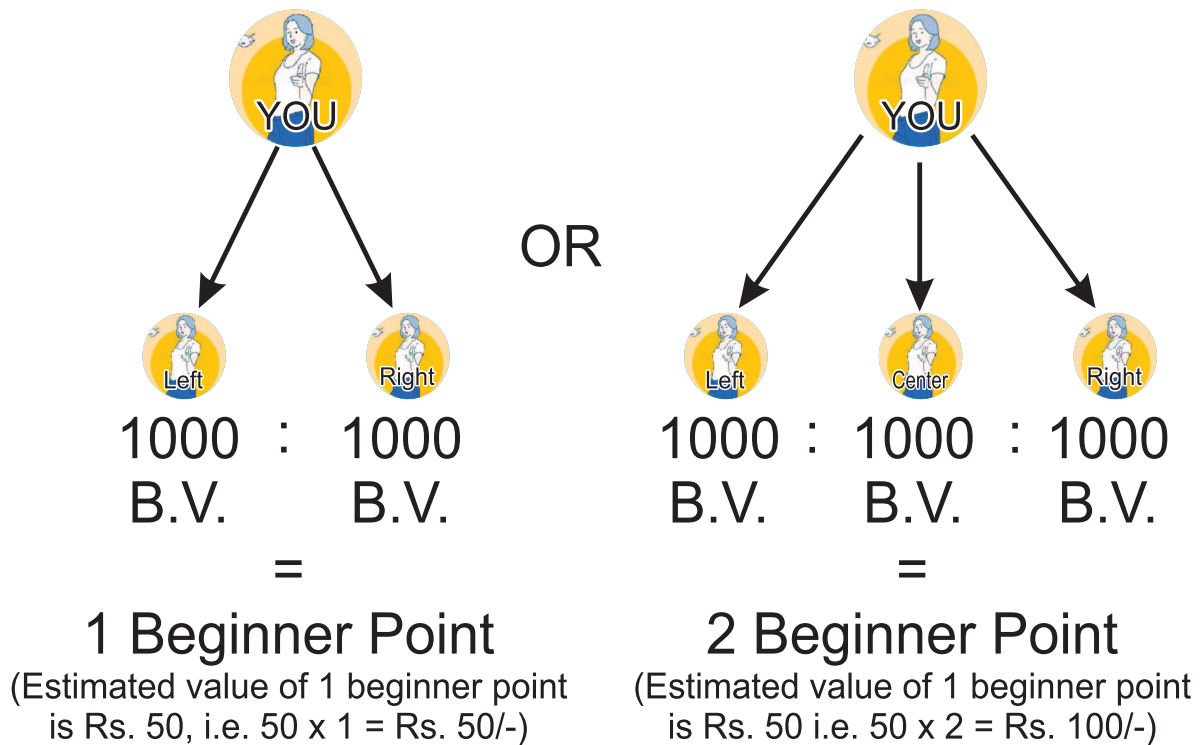 YOU
Left
Right
1000 : 1000
B.V. B.V.
=
1 Beginner Point
(Estimated value of 1 beginner point
is Rs. 50, i.e. 50 x 1 = Rs. 50/-)
OR
YOU
Left
Center
Right
1000 : 1000 : 1000
B.V. B.V. B.V.
=
2 Beginner Point
(Estimated value of 1 beginner point
is Rs. 50 i.e. 50 x 2 = Rs. 100/-)